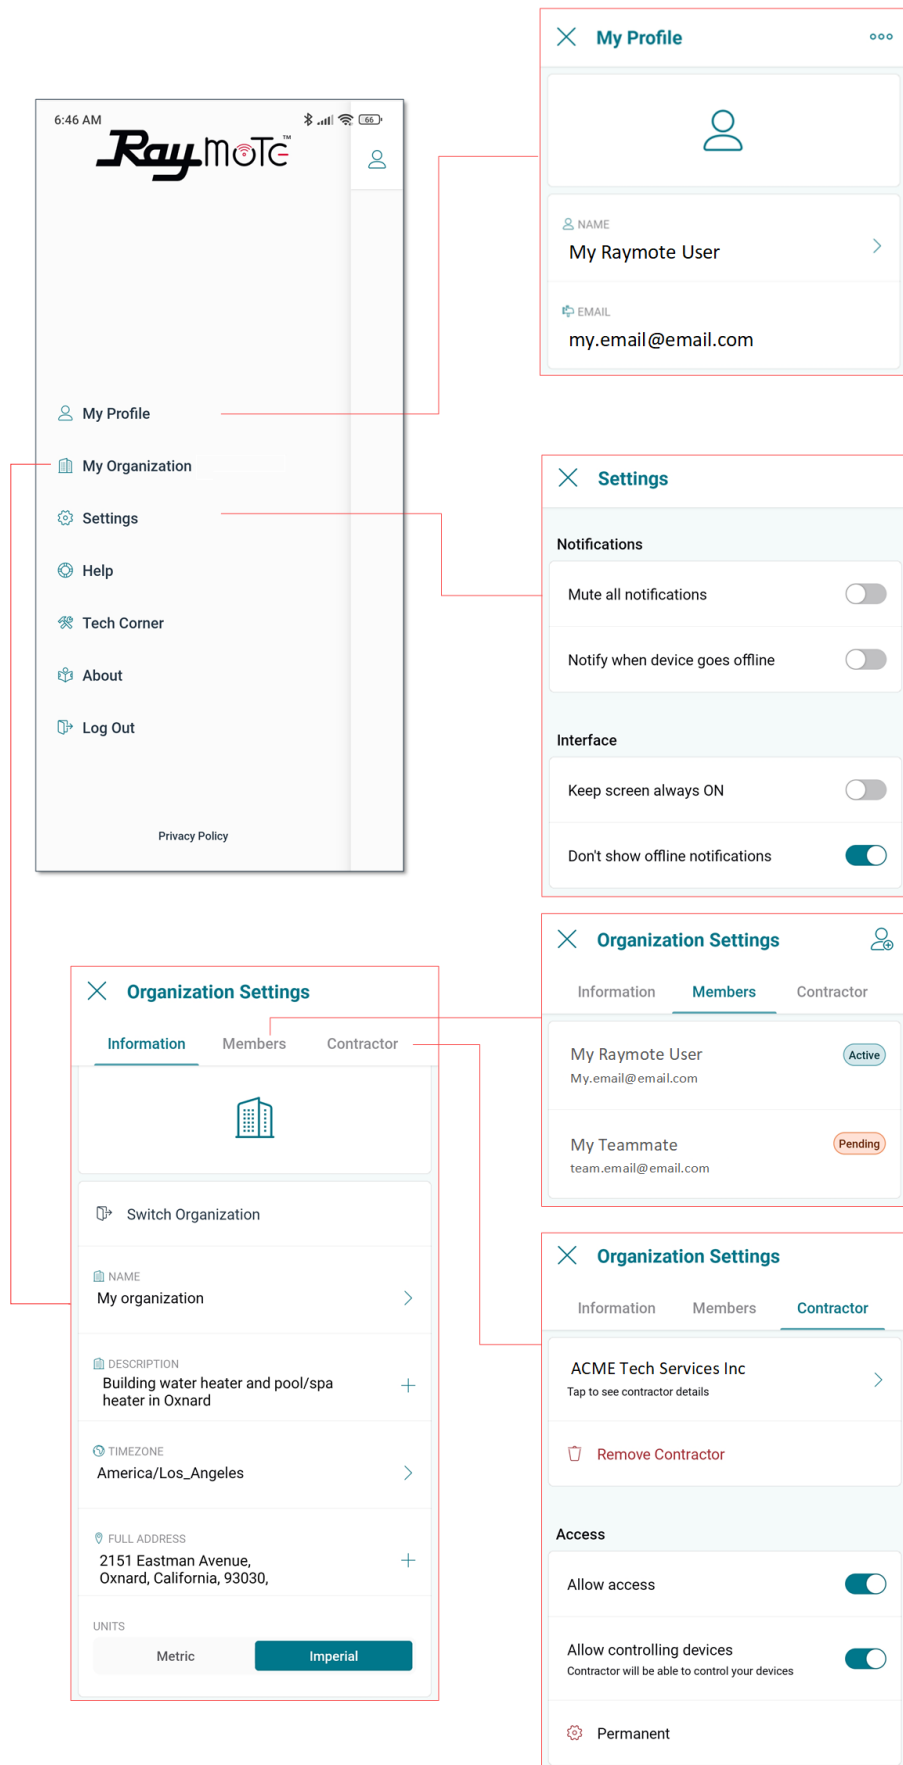 My Profile
NAME
My Raymote User
EMAIL
my.email@email.com
6:46 AM
66
Raymote™
My Profile
My Organization
Settings
Help
Tech Corner
About
Log Out
Privacy Policy
Settings
Notifications
Mute all notifications
Notify when device goes offline
Interface
Keep screen always ON
Don't show offline notifications
Organization Settings
Information Members Contractor
Switch Organization
NAME
My organization
DESCRIPTION
Building water heater and pool/spa
heater in Oxnard
TIMEZONE
America/Los_Angeles
FULL ADDRESS
2151 Eastman Avenue,
Oxnard, California, 93030,
UNITS
Metric Imperial
Organization Settings
Information Members Contractor
My Raymote User Active
My.email@email.com
My Teammate Pending
team.email@email.com
Organization Settings
Information Members Contractor
ACME Tech Services Inc
Tap to see contractor details
Remove Contractor
Access
Allow access
Allow controlling devices
Contractor will be able to control your devices
Permanent